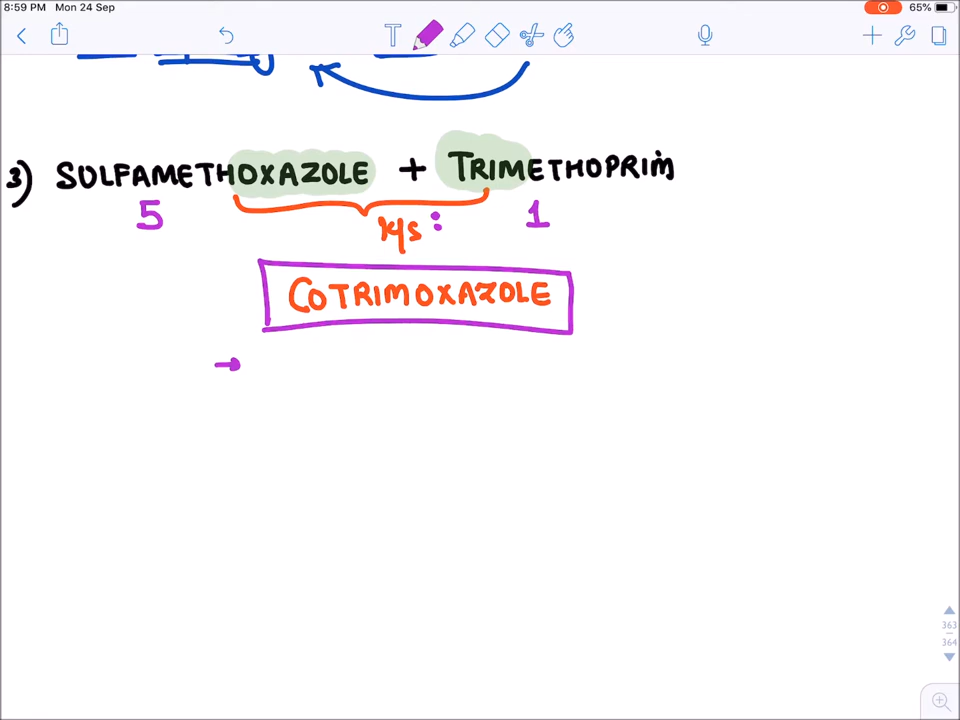 8:59 PM Mon 24 Sep 65%
T
3) SULFAMETHOXAZOLE + TRIMETHOPRIM
5 : 1
k/s
COTRIMOXAZOLE
→
363
364